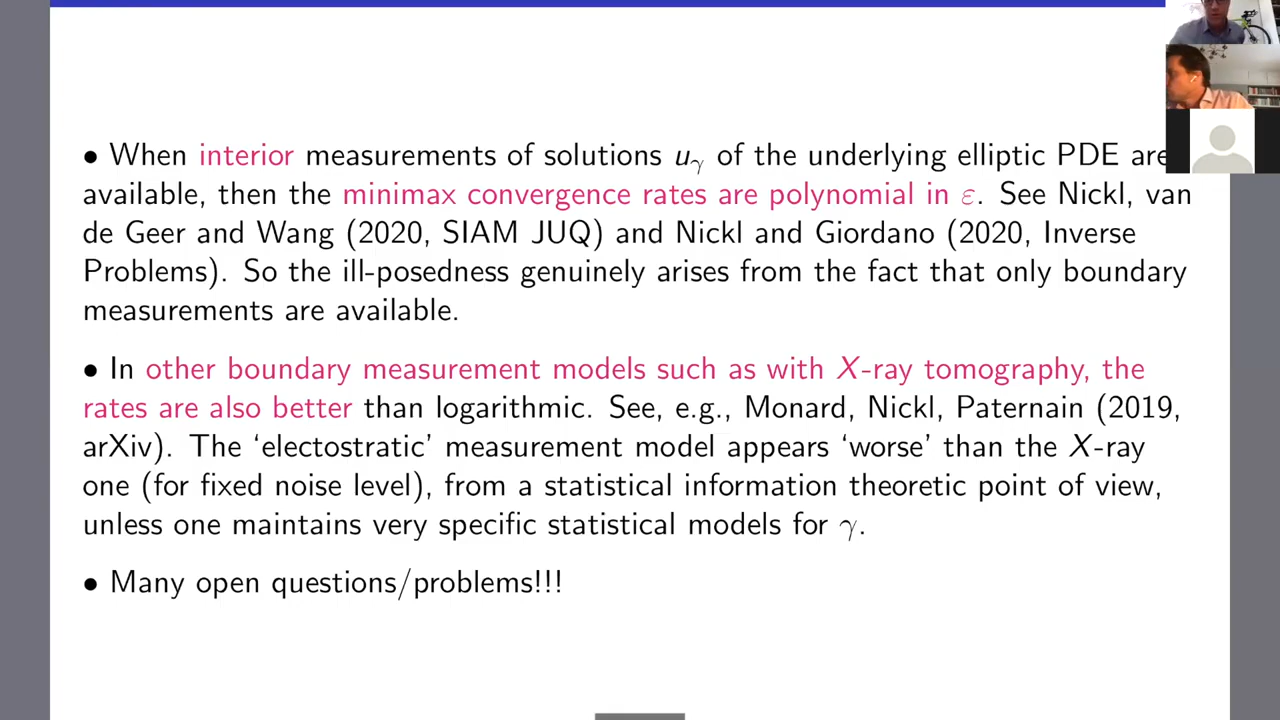 • When interior measurements of solutions uᵧ of the underlying elliptic PDE are
available, then the minimax convergence rates are polynomial in ε. See Nickl, van
de Geer and Wang (2020, SIAM JUQ) and Nickl and Giordano (2020, Inverse
Problems). So the ill-posedness genuinely arises from the fact that only boundary
measurements are available.
• In other boundary measurement models such as with X-ray tomography, the
rates are also better than logarithmic. See, e.g., Monard, Nickl, Paternain (2019,
arXiv). The ‘electostratic’ measurement model appears ‘worse’ than the X-ray
one (for fixed noise level), from a statistical information theoretic point of view,
unless one maintains very specific statistical models for γ.
• Many open questions/problems!!!